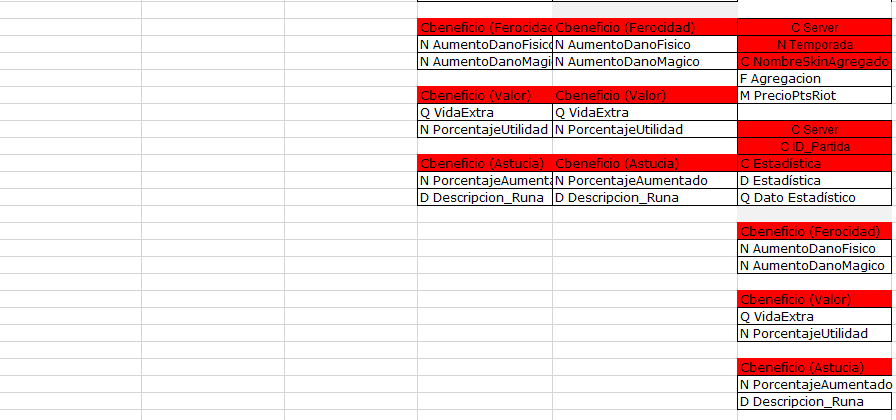 Cbeneficio (Ferocidad
N AumentoDanoFisico
N AumentoDanoMagi
Cbeneficio (Valor)
Q VidaExtra
N PorcentajeUtilidad
Cbeneficio (Astucia)
N PorcentajeAument
D Descripcion_Runa
Cbeneficio (Ferocidad)
N AumentoDanoFisico
N AumentoDanoMagico
Cbeneficio (Valor)
Q VidaExtra
N PorcentajeUtilidad
Cbeneficio (Astucia)
N PorcentajeAumentado
D Descripcion_Runa
C Server
N Temporada
C NombreSkinAgregado
F Agregacion
M PrecioPtsRiot
C Server
C ID_Partida
C Estadística
D Estadística
Q Dato Estadístico
Cbeneficio (Ferocidad)
N AumentoDanoFisico
N AumentoDanoMagico
Cbeneficio (Valor)
Q VidaExtra
N PorcentajeUtilidad
Cbeneficio (Astucia)
N PorcentajeAumentado
D Descripcion_Runa